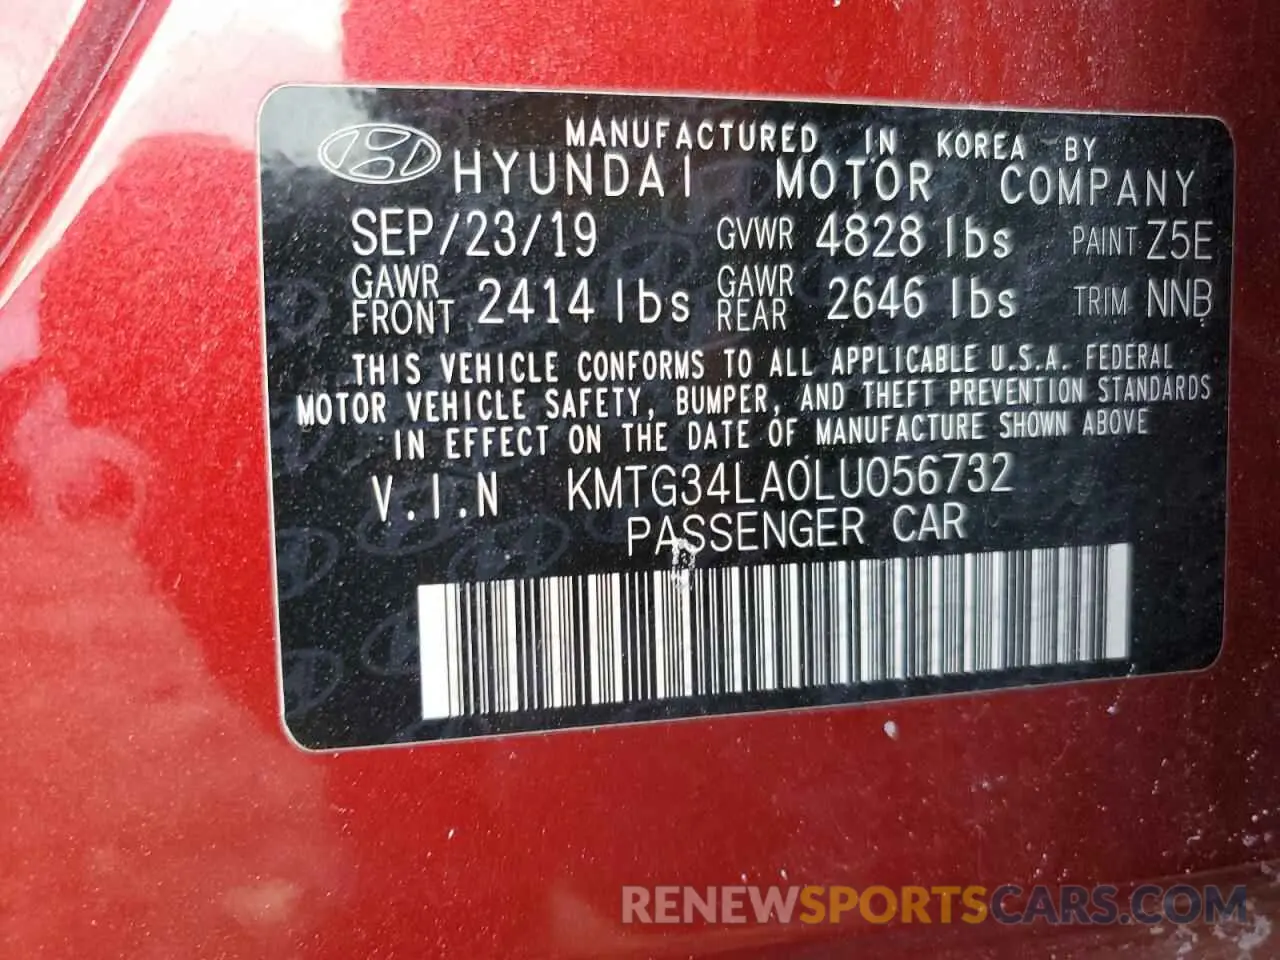 MANUFACTURED IN KOREA BY
HYUNDAI MOTOR COMPANY
SEP/23/19 GVWR 4828 lbs PAINT Z5E
GAWR FRONT 2414 lbs GAWR REAR 2646 lbs TRIM NNB
THIS VEHICLE CONFORMS TO ALL APPLICABLE U.S.A. FEDERAL
MOTOR VEHICLE SAFETY, BUMPER, AND THEFT PREVENTION STANDARDS
IN EFFECT ON THE DATE OF MANUFACTURE SHOWN ABOVE
V.I.N KMTG34LA0LU056732
PASSENGER CAR
RENEWSPORTSCARS.COM